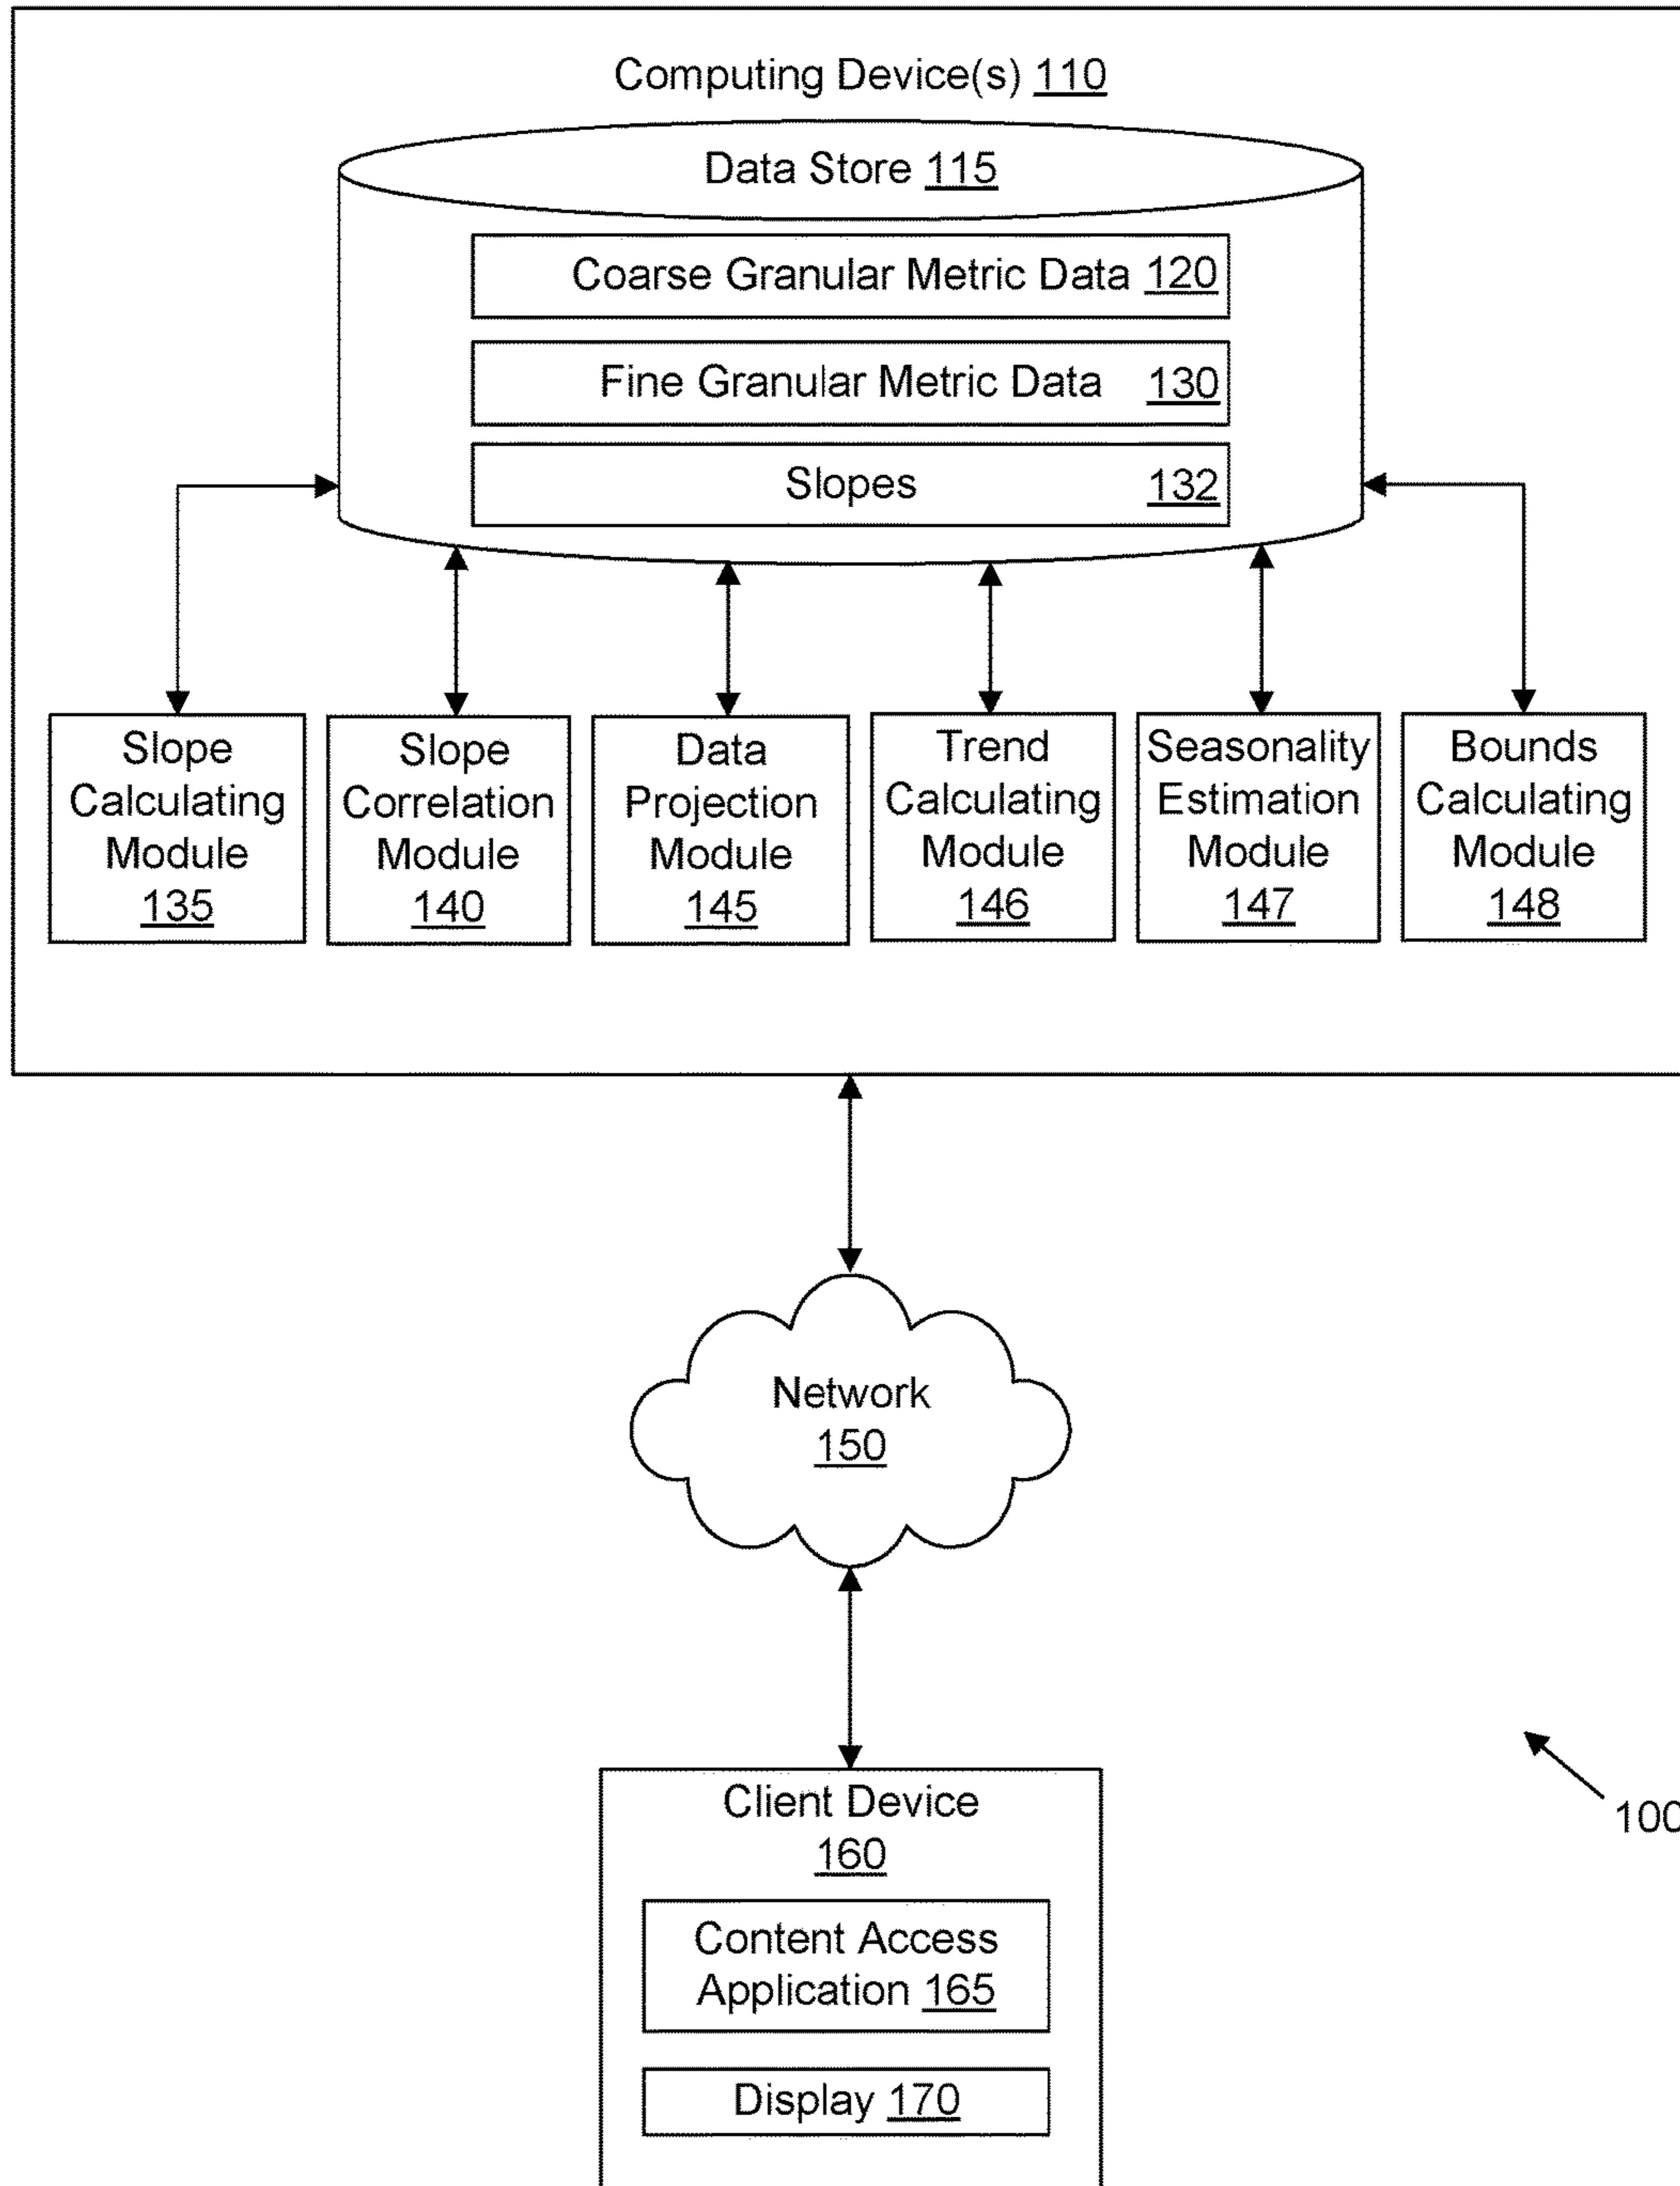 Computing Device(s) 110
Data Store 115
Coarse Granular Metric Data 120
Fine Granular Metric Data 130
Slopes 132
Slope
Calculating
Module
135
Slope
Correlation
Module
140
Data
Projection
Module
145
Trend
Calculating
Module
146
Seasonality
Estimation
Module
147
Bounds
Calculating
Module
148
Network
150
Client Device
160
Content Access
Application 165
Display 170
100